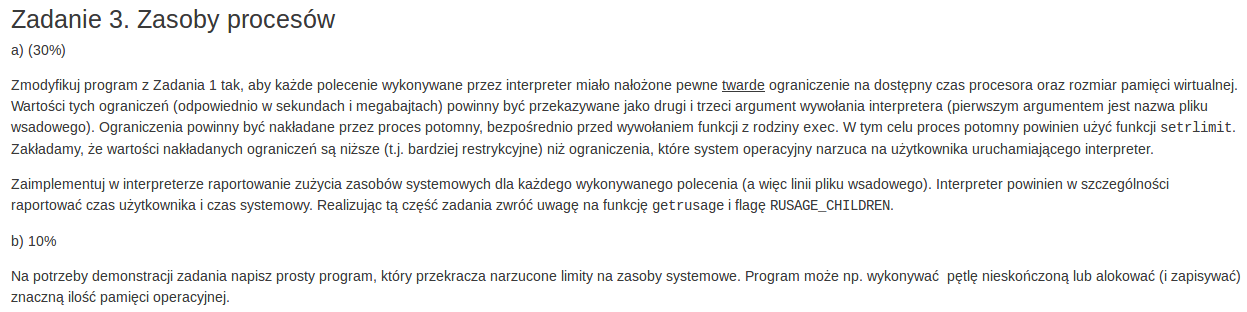 Zadanie 3. Zasoby procesów
a) (30%)
Zmodyfikuj program z Zadania 1 tak, aby każde polecenie wykonywane przez interpreter miało nałożone pewne twarde ograniczenie na dostępny czas procesora oraz rozmiar pamięci wirtualnej.
Wartości tych ograniczeń (odpowiednio w sekundach i megabajtach) powinny być przekazywane jako drugi i trzeci argument wywołania interpretera (pierwszym argumentem jest nazwa pliku
wsadowego). Ograniczenia powinny być nakładane przez proces potomny, bezpośrednio przed wywołaniem funkcji z rodziny exec. W tym celu proces potomny powinien użyć funkcji setrlimit.
Zakładamy, że wartości nakładanych ograniczeń są niższe (t.j. bardziej restrykcyjne) niż ograniczenia, które system operacyjny narzuca na użytkownika uruchamiającego interpreter.
Zaimplementuj w interpreterze raportowanie zużycia zasobów systemowych dla każdego wykonywanego polecenia (a więc linii pliku wsadowego). Interpreter powinien w szczególności
raportować czas użytkownika i czas systemowy. Realizując tą część zadania zwróć uwagę na funkcję getrusage i flagę RUSAGE_CHILDREN.
b) 10%
Na potrzeby demonstracji zadania napisz prosty program, który przekracza narzucone limity na zasoby systemowe. Program może np. wykonywać  pętlę nieskończoną lub alokować (i zapisywać)
znaczną ilość pamięci operacyjnej.